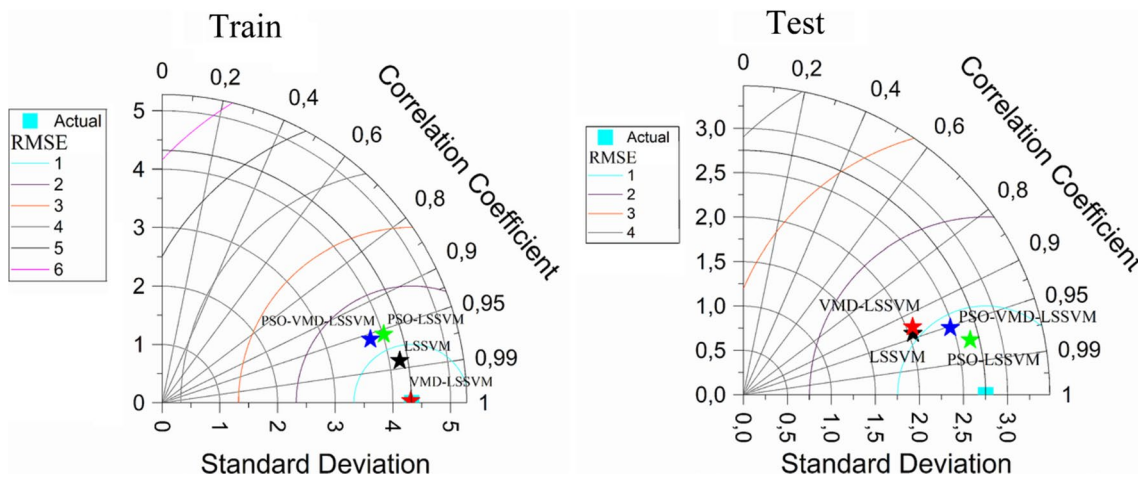 Train
Actual
RMSE
1
2
3
4
5
6
0
0,2
0,4
0,6
0,8
0,9
0,95
0,99
1
Correlation Coefficient
5
4
3
2
1
0
PSO-VMD-LSSVM
PSO-LSSVM
LSSVM
VMD-LSSVM
0 1 2 3 4 5
Standard Deviation
Test
Actual
RMSE
1
2
3
4
0
0,2
0,4
0,6
0,8
0,9
0,95
0,99
1
Correlation Coefficient
3,0
2,5
2,0
1,5
1,0
0,5
0,0
VMD-LSSVM
PSO-VMD-LSSVM
LSSVM
PSO-LSSVM
0,0 0,5 1,0 1,5 2,0 2,5 3,0
Standard Deviation